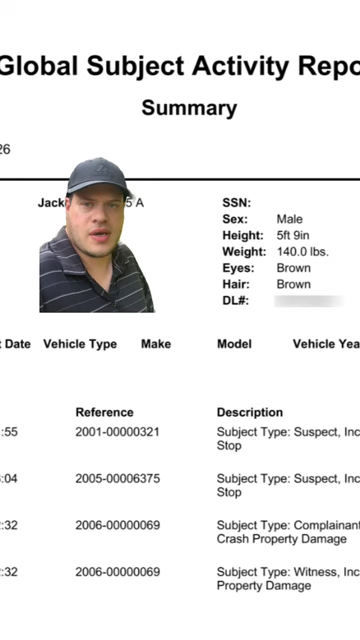 Global Subject Activity Repo
Summary
26
Jack 5 A
SSN:
Sex: Male
Height: 5ft 9in
Weight: 140.0 lbs.
Eyes: Brown
Hair: Brown
DL#:
t Date Vehicle Type Make Model Vehicle Yea
Reference Description
:55 2001-00000321 Subject Type: Suspect, Inc
Stop
:04 2005-00006375 Subject Type: Suspect, Inc
Stop
:32 2006-00000069 Subject Type: Complainant
Crash Property Damage
:32 2006-00000069 Subject Type: Witness, Inc
Property Damage